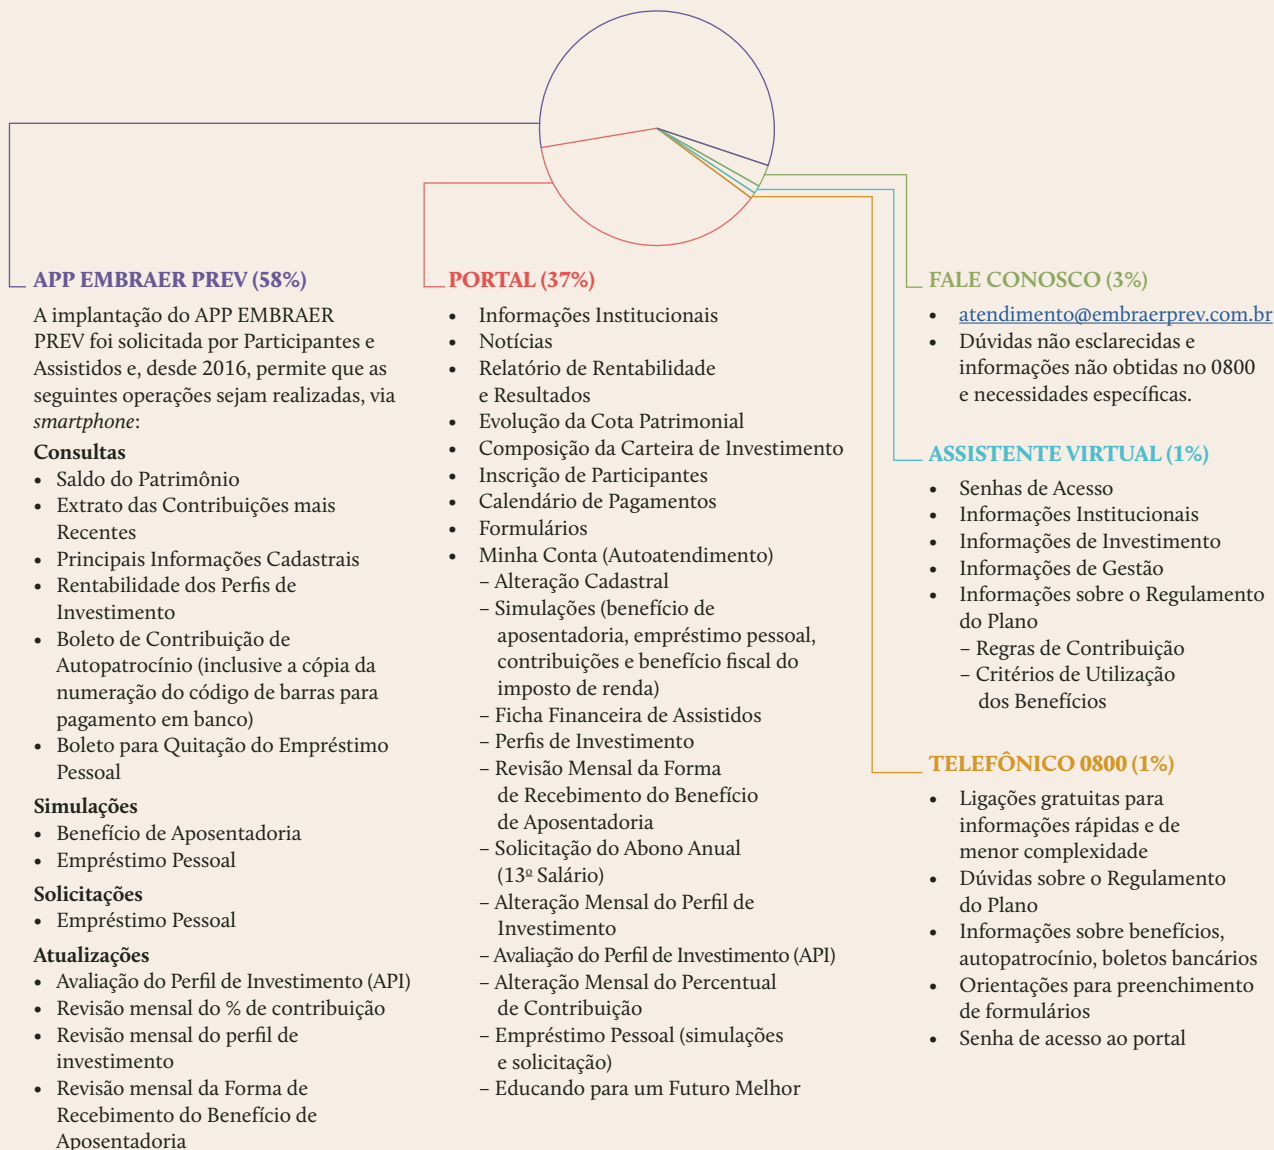 APP EMBRAER PREV (58%)
A implantação do APP EMBRAER
PREV foi solicitada por Participantes e
Assistidos e, desde 2016, permite que as
seguintes operações sejam realizadas, via
smartphone:
Consultas
• Saldo do Patrimônio
• Extrato das Contribuições mais
Recentes
• Principais Informações Cadastrais
• Rentabilidade dos Perfis de
Investimento
• Boleto de Contribuição de
Autopatrocínio (inclusive a cópia da
numeração do código de barras para
pagamento em banco)
• Boleto para Quitação do Empréstimo
Pessoal
Simulações
• Benefício de Aposentadoria
• Empréstimo Pessoal
Solicitações
• Empréstimo Pessoal
Atualizações
• Avaliação do Perfil de Investimento (API)
• Revisão mensal do % de contribuição
• Revisão mensal do perfil de
investimento
• Revisão mensal da Forma de
Recebimento do Benefício de
Aposentadoria
PORTAL (37%)
• Informações Institucionais
• Notícias
• Relatório de Rentabilidade
e Resultados
• Evolução da Cota Patrimonial
• Composição da Carteira de Investimento
• Inscrição de Participantes
• Calendário de Pagamentos
• Formulários
• Minha Conta (Autoatendimento)
– Alteração Cadastral
– Simulações (benefício de
aposentadoria, empréstimo pessoal,
contribuições e benefício fiscal do
imposto de renda)
– Ficha Financeira de Assistidos
– Perfis de Investimento
– Revisão Mensal da Forma
de Recebimento do Benefício
de Aposentadoria
– Solicitação do Abono Anual
(13º Salário)
– Alteração Mensal do Perfil de
Investimento
– Avaliação do Perfil de Investimento (API)
– Alteração Mensal do Percentual
de Contribuição
– Empréstimo Pessoal (simulações
e solicitação)
– Educando para um Futuro Melhor
FALE CONOSCO (3%)
• atendimento@embraerprev.com.br
• Dúvidas não esclarecidas e
informações não obtidas no 0800
e necessidades específicas.
ASSISTENTE VIRTUAL (1%)
• Senhas de Acesso
• Informações Institucionais
• Informações de Investimento
• Informações de Gestão
• Informações sobre o Regulamento
do Plano
– Regras de Contribuição
– Critérios de Utilização
dos Benefícios
TELEFÔNICO 0800 (1%)
• Ligações gratuitas para
informações rápidas e de
menor complexidade
• Dúvidas sobre o Regulamento
do Plano
• Informações sobre benefícios,
autopatrocínio, boletos bancários
• Orientações para preenchimento
de formulários
• Senha de acesso ao portal